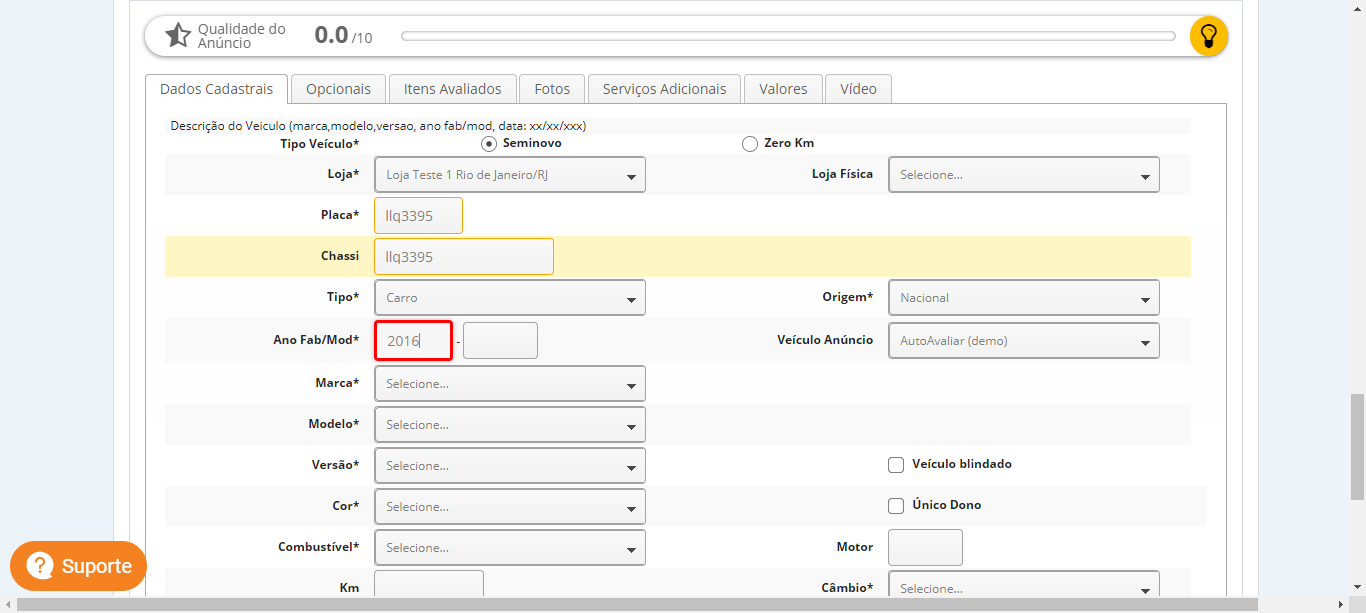 Qualidade do
Anúncio
0.0 /10
Dados Cadastrais Opcionais Itens Avaliados Fotos Serviços Adicionais Valores Vídeo
Descrição do Veiculo (marca,modelo,versao, ano fab/mod, data: xx/xx/xxx)
Tipo Veículo* Seminovo Zero Km
Loja* Loja Teste 1 Rio de Janeiro/RJ Loja Física Selecione...
Placa* llq3395
Chassi llq3395
Tipo* Carro Origem* Nacional
Ano Fab/Mod* 2016 - Veículo Anúncio AutoAvaliar (demo)
Marca* Selecione...
Modelo* Selecione...
Versão* Selecione... Veículo blindado
Cor* Selecione... Único Dono
Combustível* Selecione... Motor
? Suporte
Km Câmbio* Selecione...